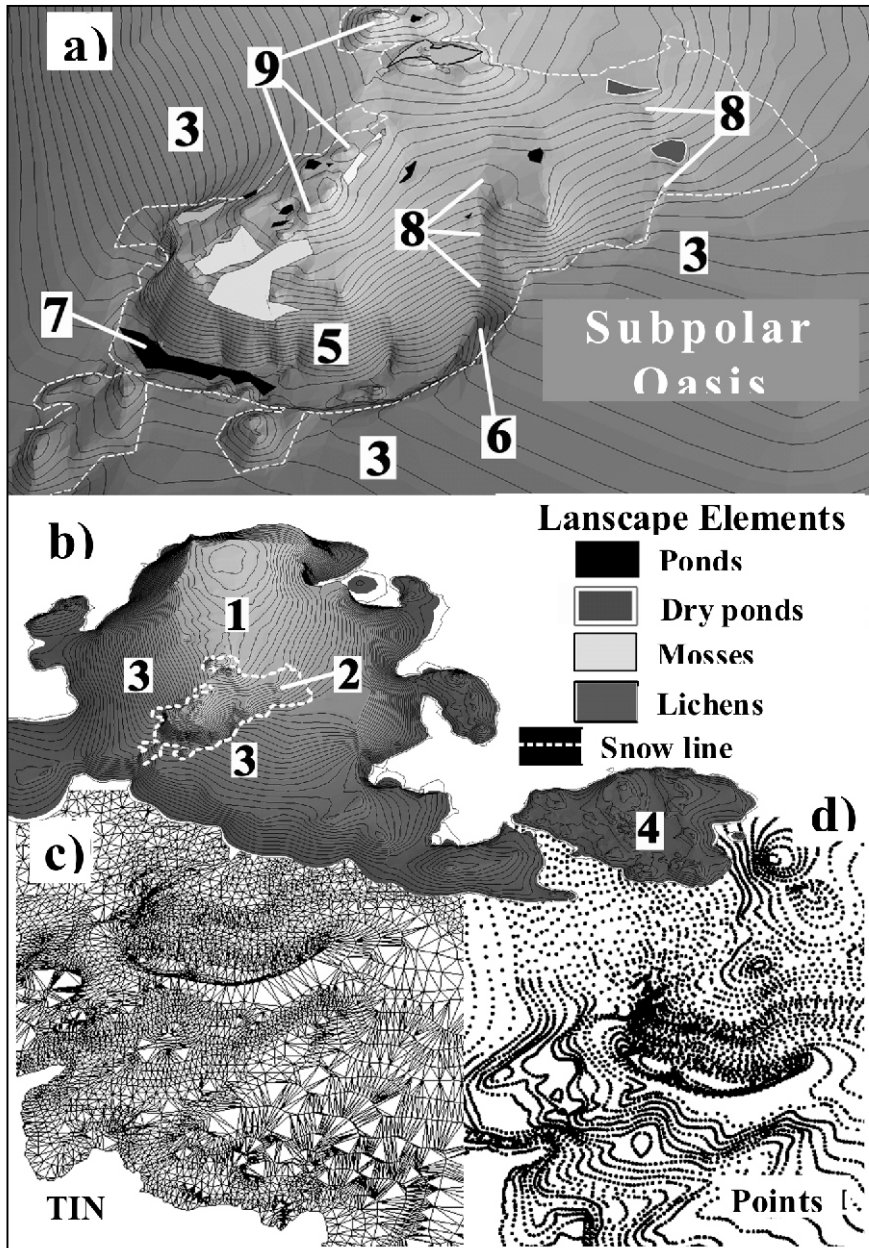 a)
9
3
8
8
3
7
5
Subpolar
Oasis
6
3
b)
Lanscape Elements
Ponds
1
Dry ponds
3
2
Mosses
Lichens
3
Snow line
4
d)
c)
TIN
Points